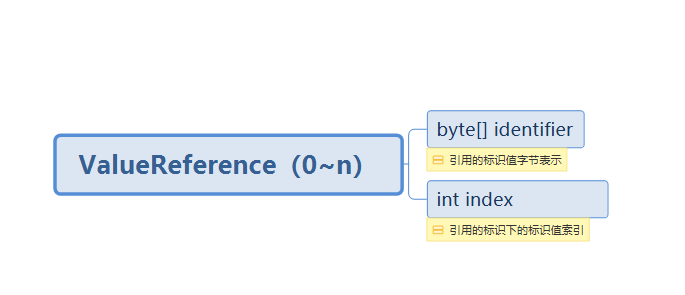 ValueReference（0~n）
byte[] identifier
引用的标识值字节表示
int index
引用的标识下的标识值索引